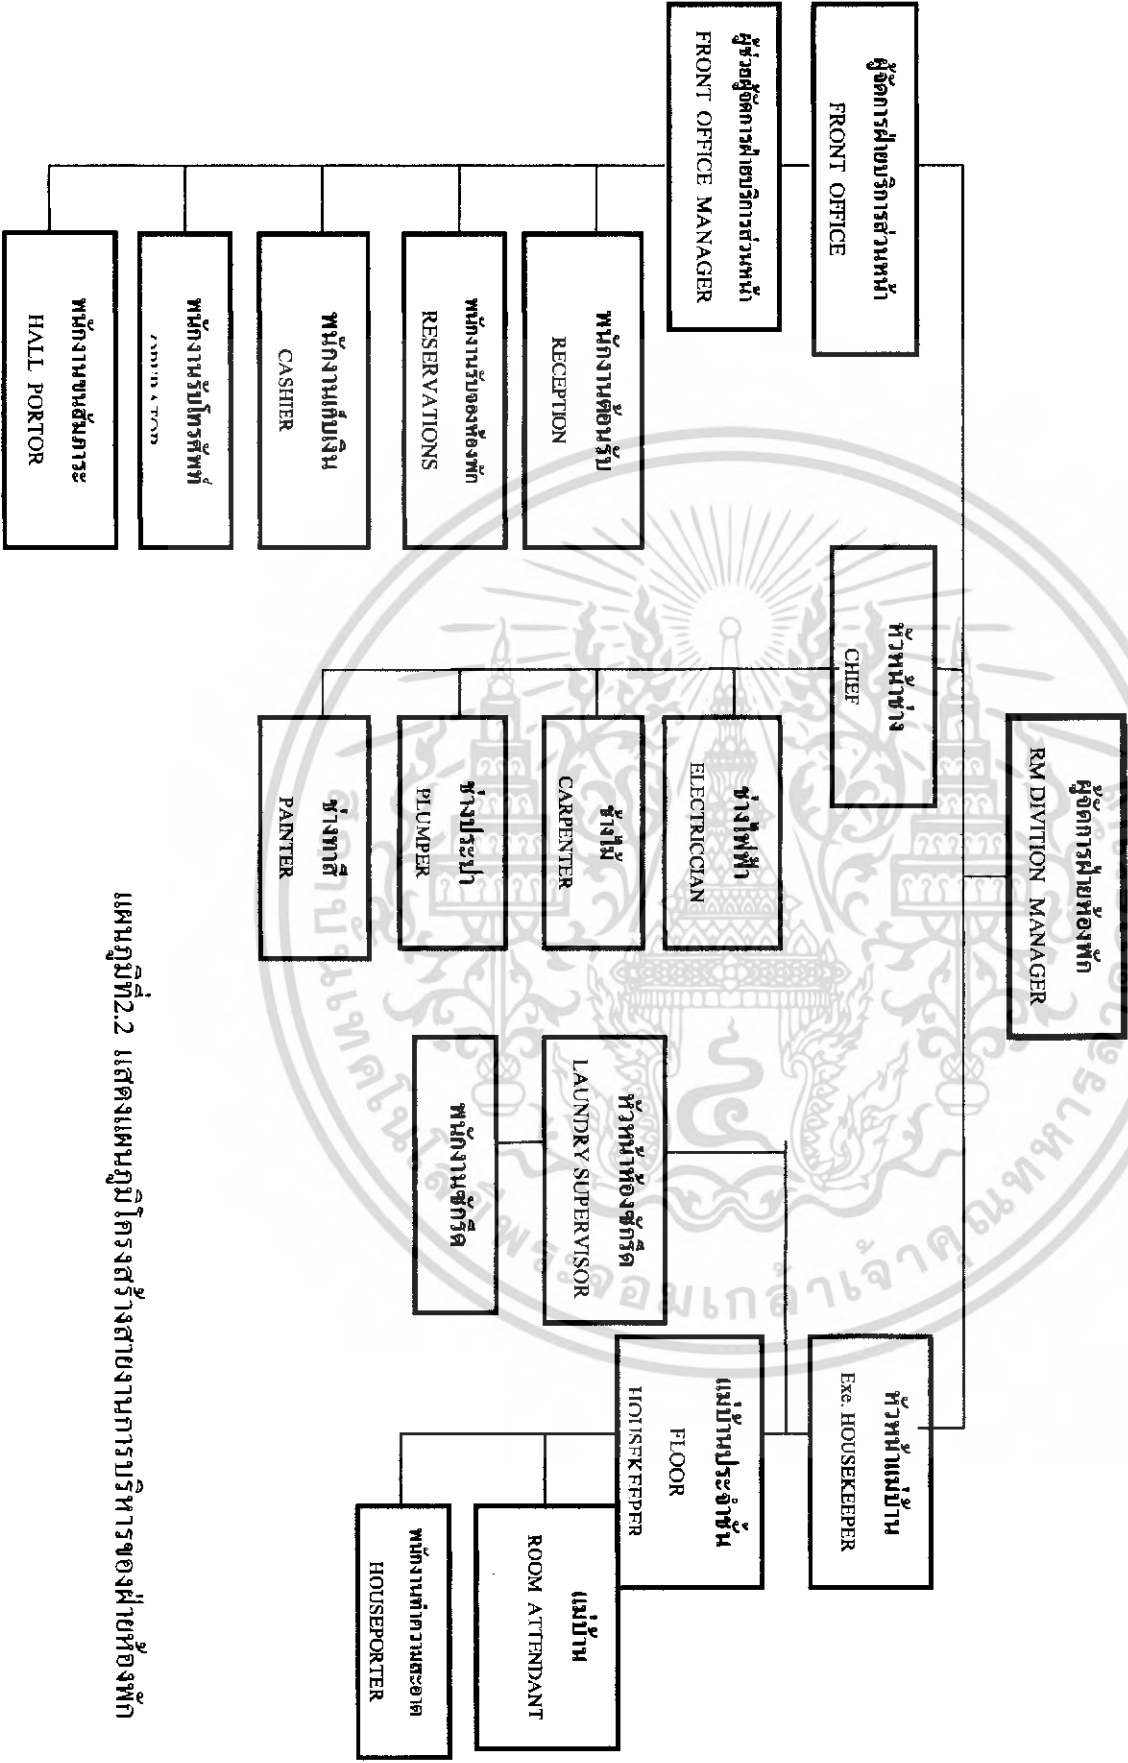 ผู้จัดการฝ่ายห้องพัก
RM DIVITION MANAGER
ผู้จัดการฝ่ายบริการส่วนหน้า
FRONT OFFICE
ผู้ช่วยผู้จัดการฝ่ายบริการส่วนหน้า
FRONT OFFICE MANAGER
พนักงานต้อนรับ
RECEPTION
พนักงานรับจองห้องพัก
RESERVATIONS
พนักงานเก็บเงิน
CASHIER
พนักงานรับโทรศัพท์
พนักงานขนสัมภาระ
HALL PORTOR
หัวหน้าช่าง
CHIEF
ช่างไฟฟ้า
ELECTRICCIAN
ช่างไม้
CARPENTER
ช่างประปา
PLUMPER
ช่างทาสี
PAINTER
หัวหน้าแม่บ้าน
Exe. HOUSEKEEPER
หัวหน้าห้องซักรีด
LAUNDRY SUPERVISOR
พนักงานซักรีด
แม่บ้านประจำชั้น
FLOOR
HOUSEKEEPER
แม่บ้าน
ROOM ATTENDANT
พนักงานทำความสะอาด
HOUSEPORTER
แผนภูมิที่2.2 แสดงแผนภูมิโครงสร้างสายงานการบริหารของฝ่ายห้องพัก